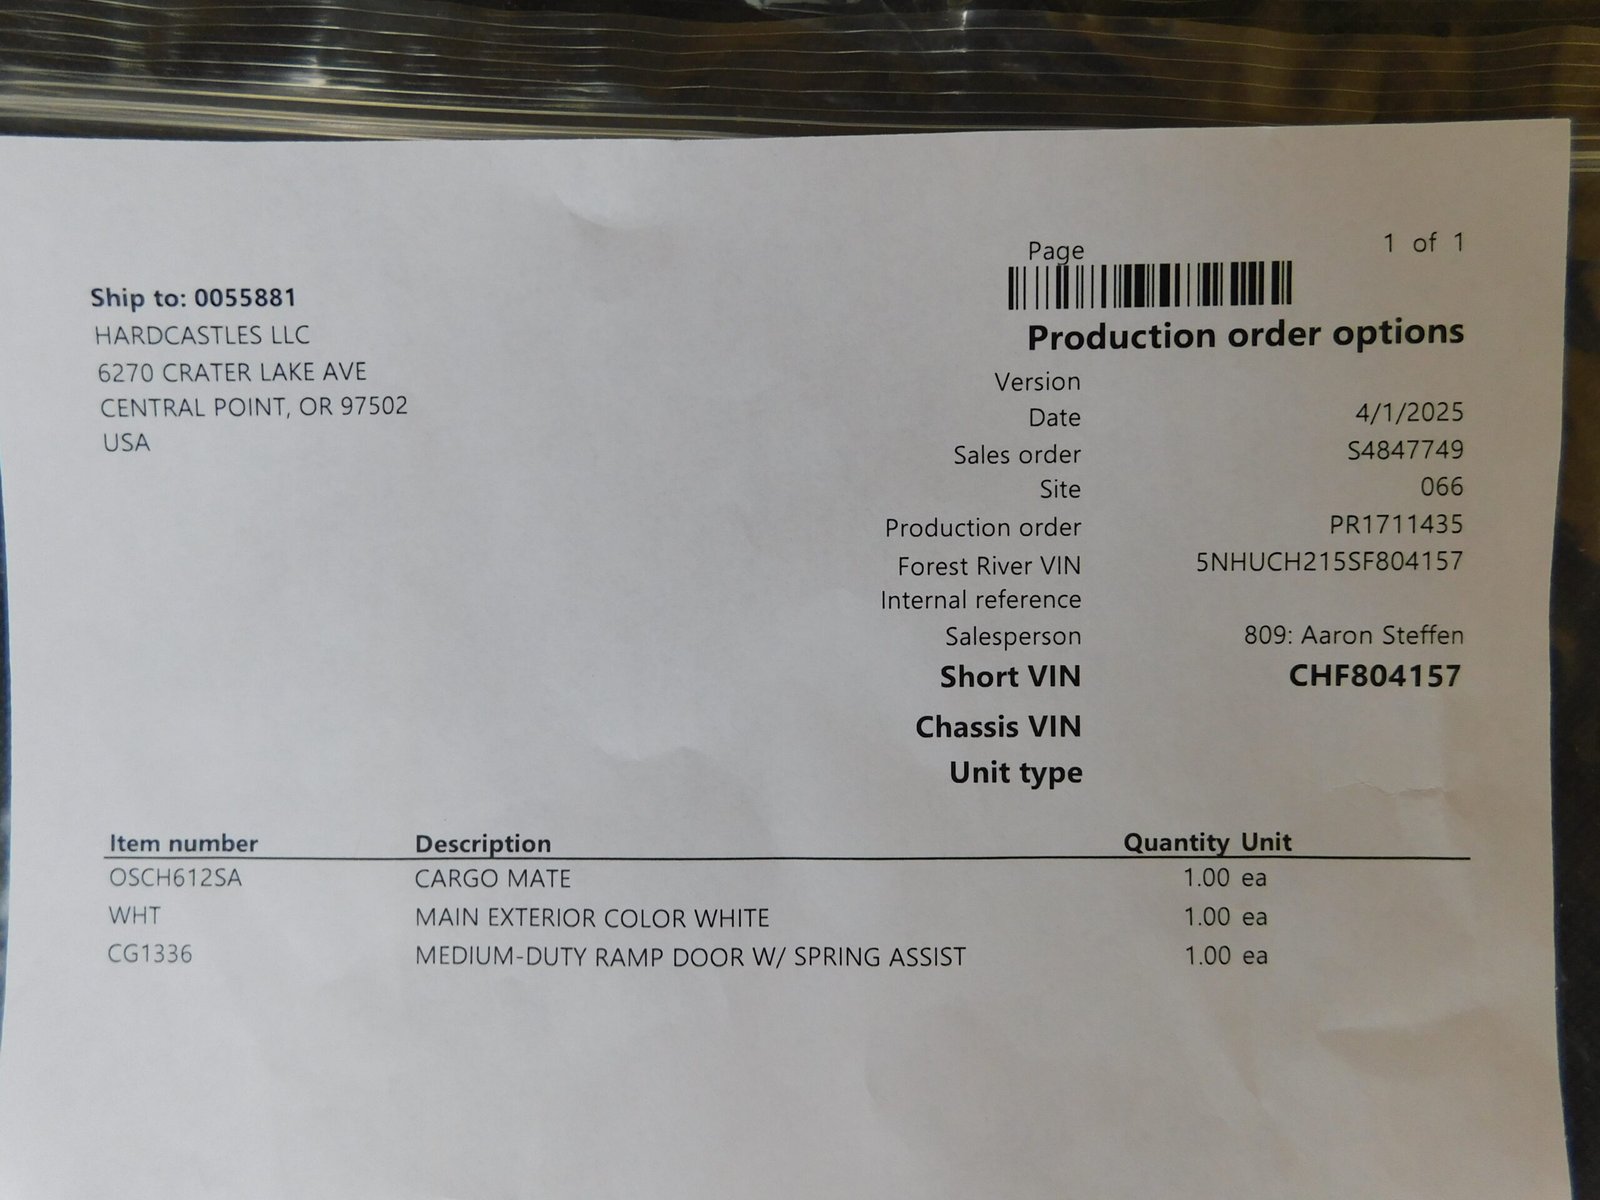 Page 1 of 1
Ship to: 0055881
HARDCASTLES LLC
6270 CRATER LAKE AVE
CENTRAL POINT, OR 97502
USA
Production order options
Version
Date 4/1/2025
Sales order S4847749
Site 066
Production order PR1711435
Forest River VIN 5NHUCH215SF804157
Internal reference
Salesperson 809: Aaron Steffen
Short VIN CHF804157
Chassis VIN
Unit type
Item number Description Quantity Unit
OSCH612SA CARGO MATE 1.00 ea
WHT MAIN EXTERIOR COLOR WHITE 1.00 ea
CG1336 MEDIUM-DUTY RAMP DOOR W/ SPRING ASSIST 1.00 ea